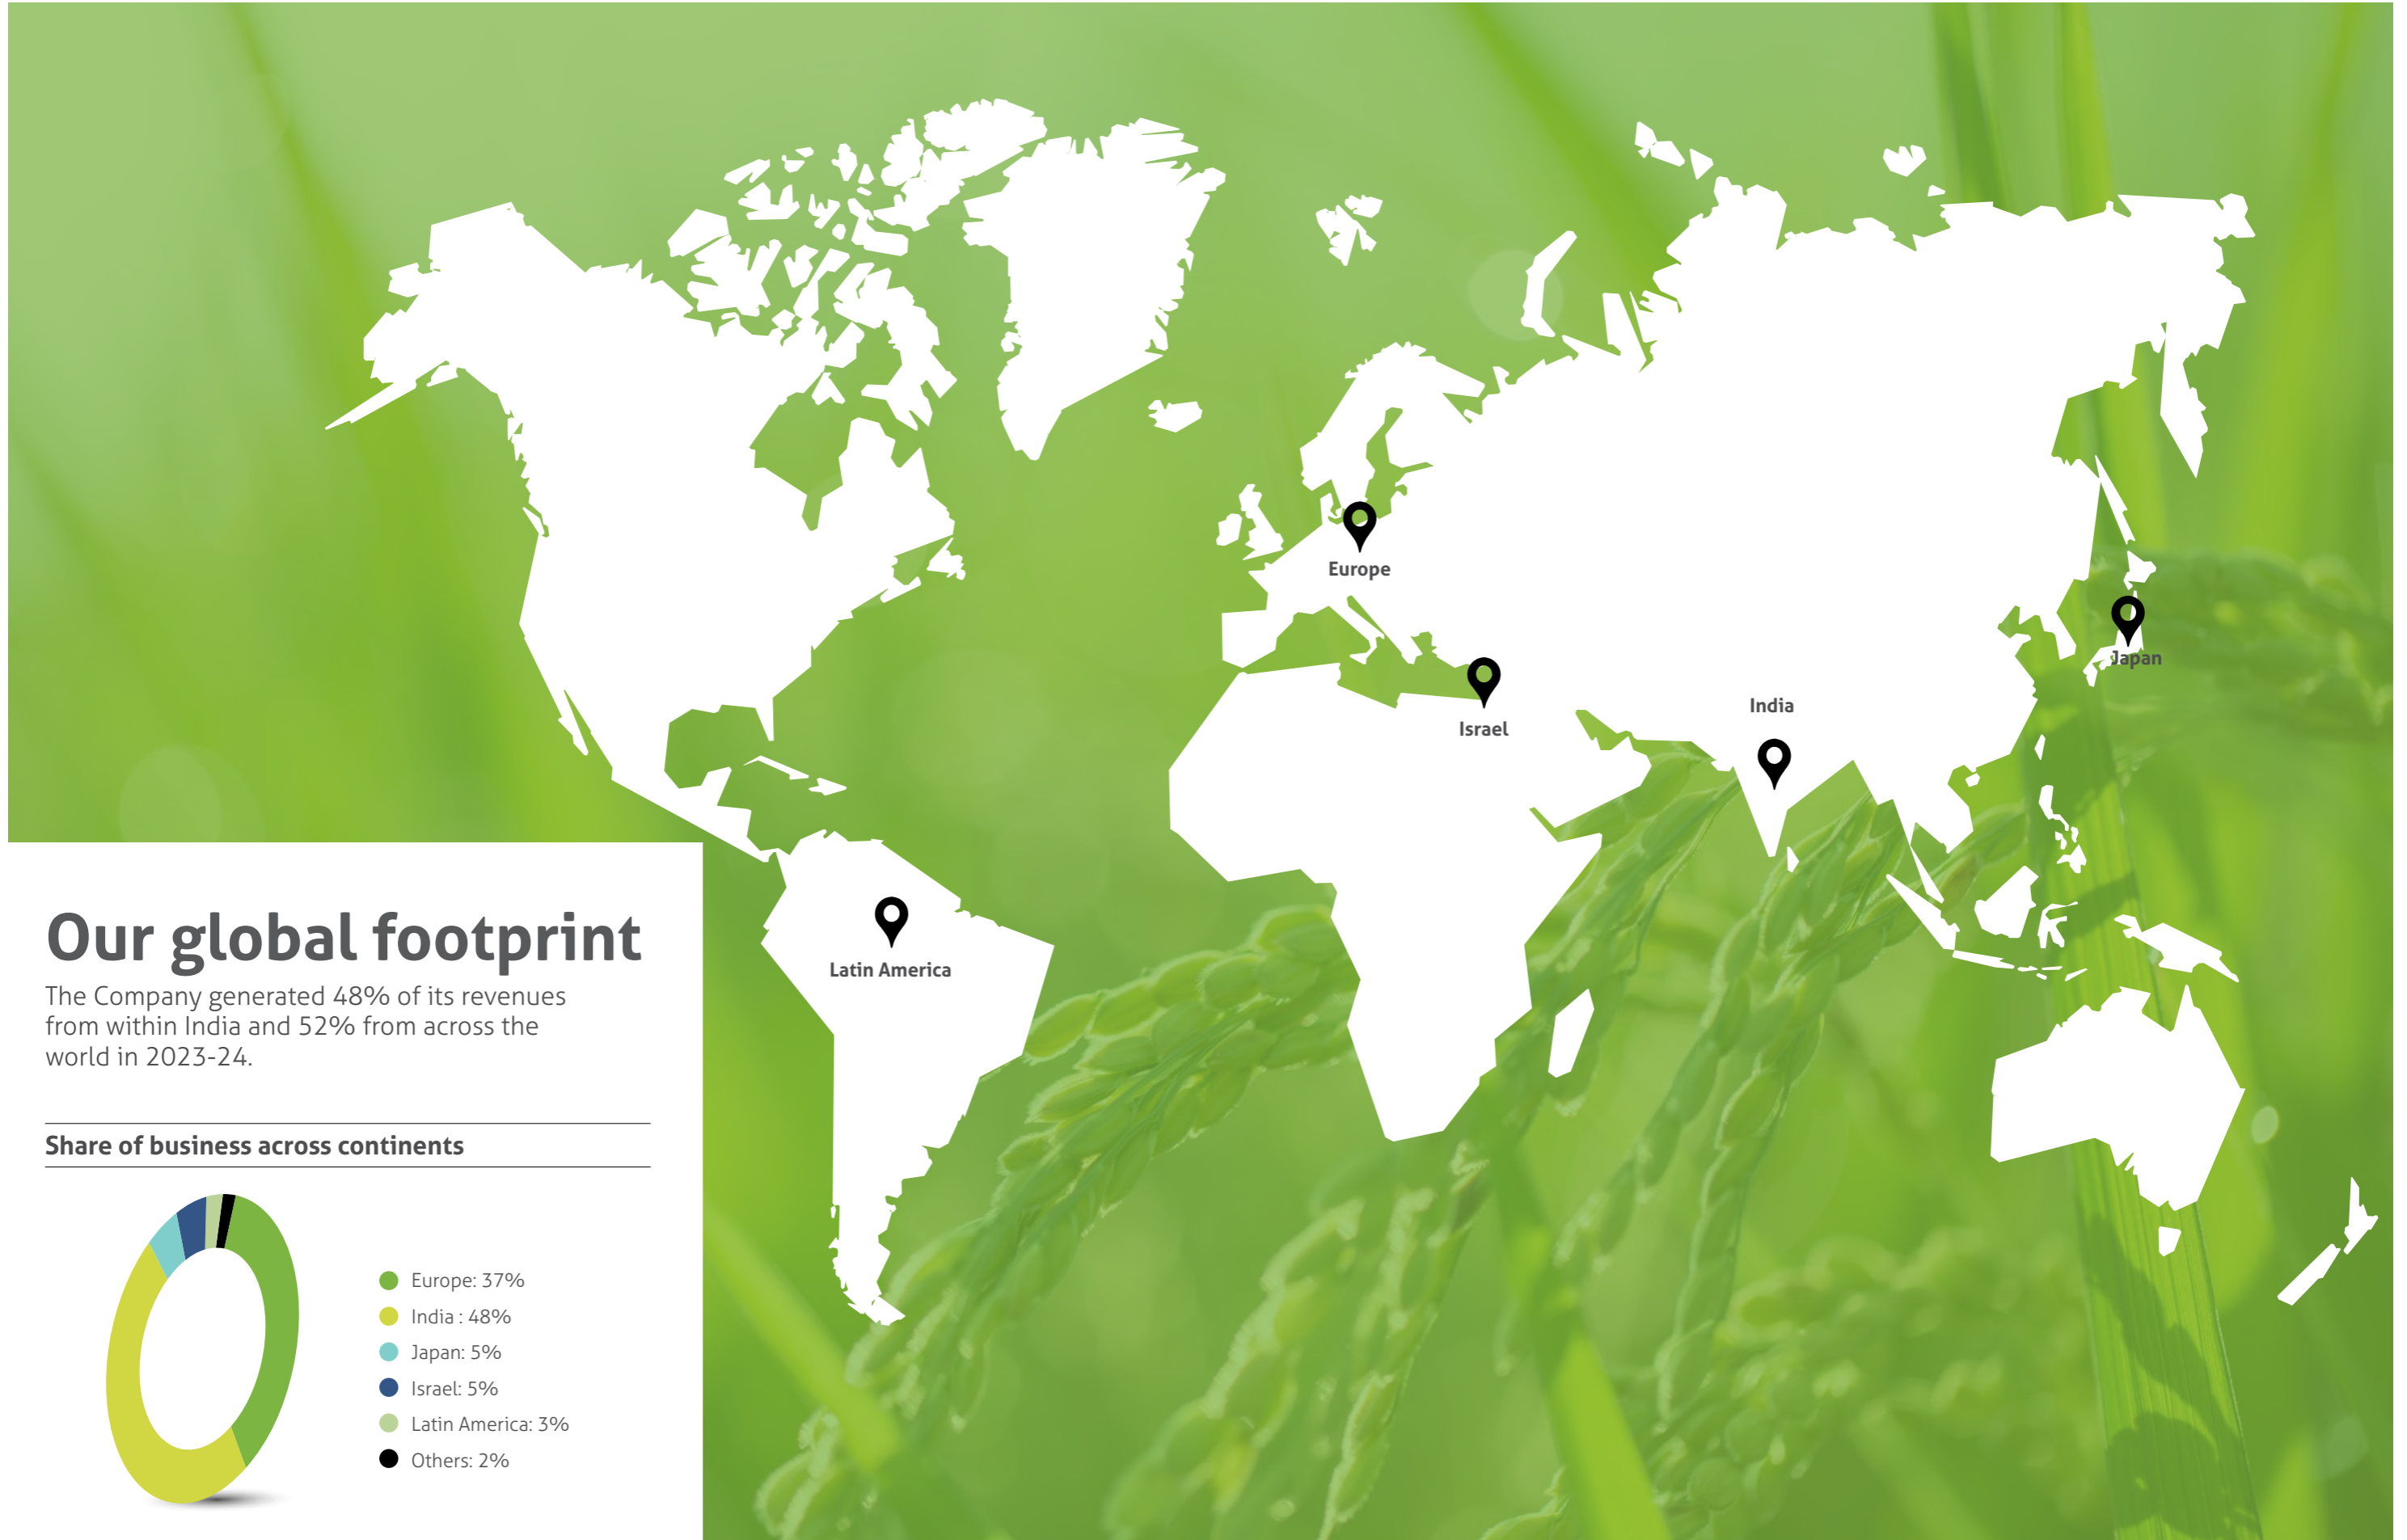 Europe
Japan
Israel
India
Latin America
Our global footprint
The Company generated 48% of its revenues
from within India and 52% from across the
world in 2023-24.
Share of business across continents
Europe: 37%
India : 48%
Japan: 5%
Israel: 5%
Latin America: 3%
Others: 2%